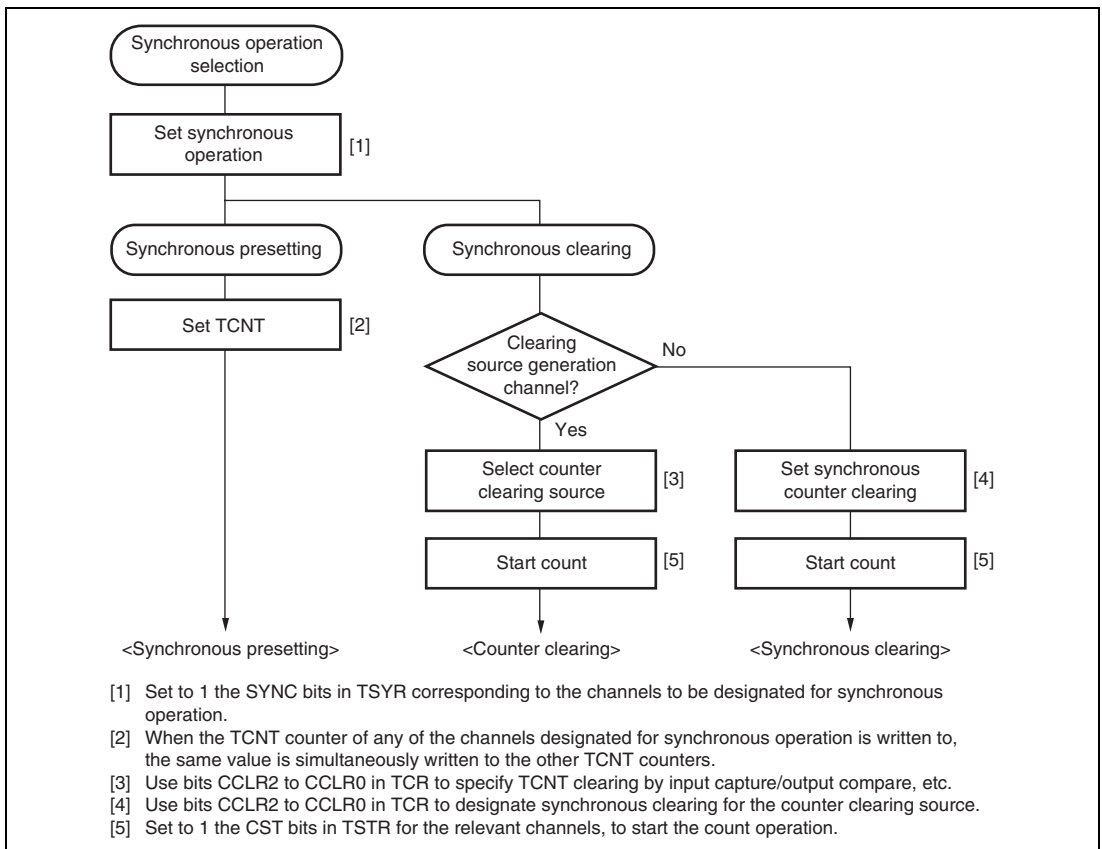 Synchronous operation
selection
Set synchronous
operation
[1]
Synchronous presetting
Synchronous clearing
Set TCNT
[2]
Clearing
source generation
channel?
No
Yes
Select counter
clearing source
[3]
Set synchronous
counter clearing
[4]
Start count
[5]
Start count
[5]
<Synchronous presetting>
<Counter clearing>
<Synchronous clearing>
[1] Set to 1 the SYNC bits in TSYR corresponding to the channels to be designated for synchronous
operation.
[2] When the TCNT counter of any of the channels designated for synchronous operation is written to,
the same value is simultaneously written to the other TCNT counters.
[3] Use bits CCLR2 to CCLR0 in TCR to specify TCNT clearing by input capture/output compare, etc.
[4] Use bits CCLR2 to CCLR0 in TCR to designate synchronous clearing for the counter clearing source.
[5] Set to 1 the CST bits in TSTR for the relevant channels, to start the count operation.